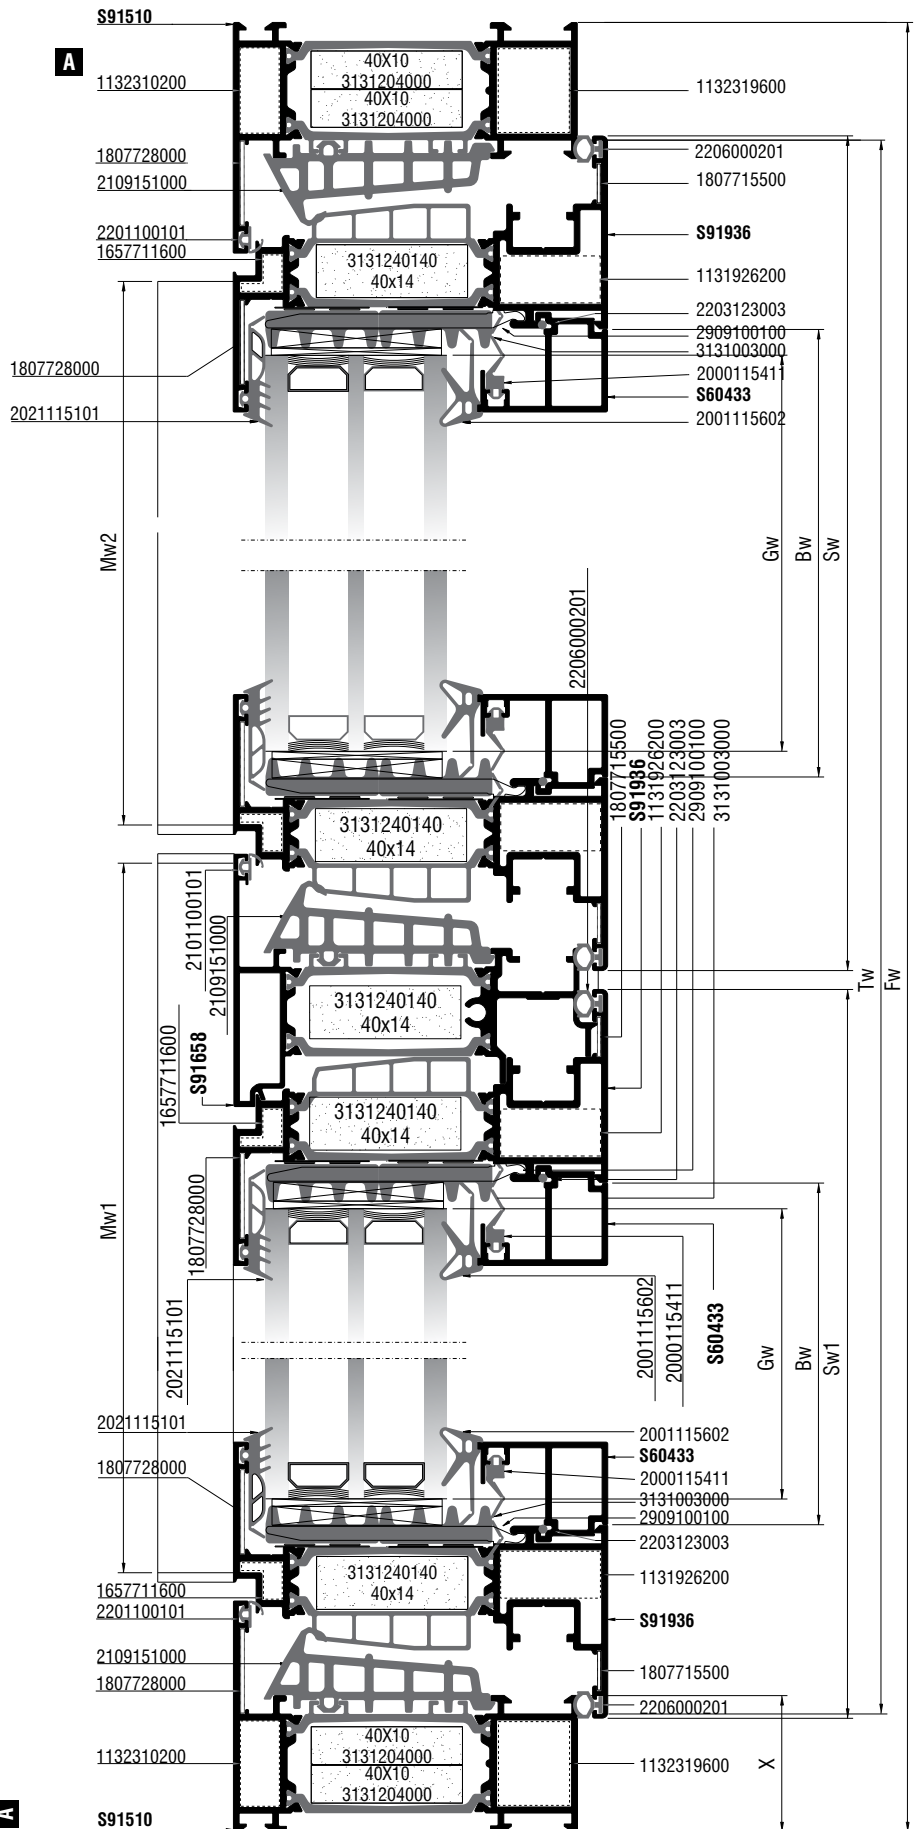 S91510
A
1132310200
40X10
3131204000
40X10
3131204000
1132319600
1807728000
2109151000
2206000201
1807715500
2201100101
1657711600
S91936
3131240140
40x14
1131926200
2203123003
2909100100
3131003000
1807728000
2000115411
S60433
2021115101
2001115602
Mw2
Gw
Bw
Sw
2206000201
1807715500
S91936
1131926200
2203123003
2909100100
3131003000
3131240140
40x14
2101100101
2109151000
Tw
Fw
3131240140
40x14
1657711600
S91658
3131240140
40x14
Mw1
1807728000
2021115101
2001115602
2000115411
S60433
Gw
Bw
Sw1
2021115101
2001115602
S60433
1807728000
2000115411
3131003000
2909100100
2203123003
3131240140
40x14
1131926200
1657711600
2201100101
S91936
2109151000
1807728000
1807715500
2206000201
40X10
3131204000
40X10
3131204000
1132310200
1132319600
X
A
S91510